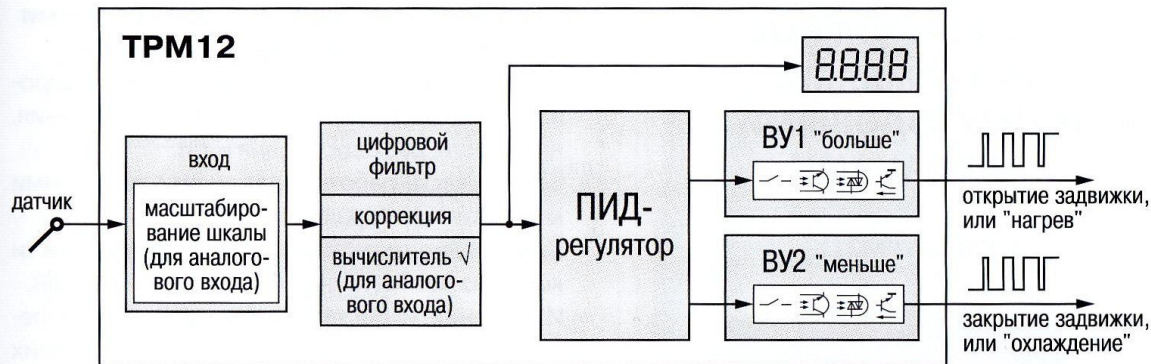 ТРМ12
8.8.8.8
датчик
вход
масштабиро-
вание шкалы
(для аналого-
вого входа)
цифровой
фильтр
коррекция
вычислитель √
(для аналого-
вого входа)
ПИД-
регулятор
ВУ1 "больше"
открытие задвижки,
или "нагрев"
ВУ2 "меньше"
закрытие задвижки,
или "охлаждение"